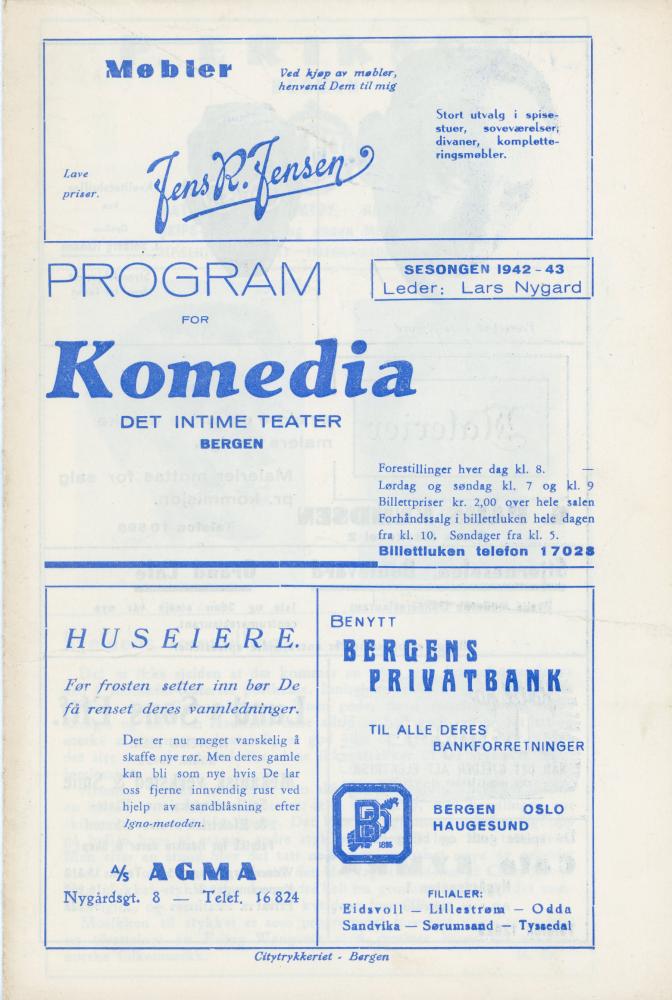 Møbler
Ved kjøp av møbler,
henvend Dem til mig
Stort utvalg i spise-
stuer, soveværelser,
divaner, komplette-
ringsmøbler.
Lave
priser.
Jens R. Jensen
PROGRAM
FOR
SESONGEN 1942-43
Leder: Lars Nygard
Komedia
DET INTIME TEATER
BERGEN
Forestillinger hver dag kl. 8. —
Lørdag og søndag kl. 7 og kl. 9
Billettpriser kr. 2,00 over hele salen
Forhåndssalg i billettluken hele dagen
fra kl. 10. Søndager fra kl. 5.
Billettluken telefon 17028
HUSEIERE.
Før frosten setter inn bør De
få renset deres vannledninger.
Det er nu meget vanskelig å
skaffe nye rør. Men deres gamle
kan bli som nye hvis De lar
oss fjerne innvendig rust ved
hjelp av sandblåsning efter
Igno-metoden.
A/S AGMA
Nygårdsgt. 8 — Telef. 16 824
BENYTT
BERGENS
PRIVATBANK
TIL ALLE DERES
BANKFORRETNINGER
B
1855
BERGEN OSLO
HAUGESUND
FILIALER:
Eidsvoll — Lillestrøm — Odda
Sandvika — Sørumsand — Tyssedal
Citytrykkeriet - Bergen